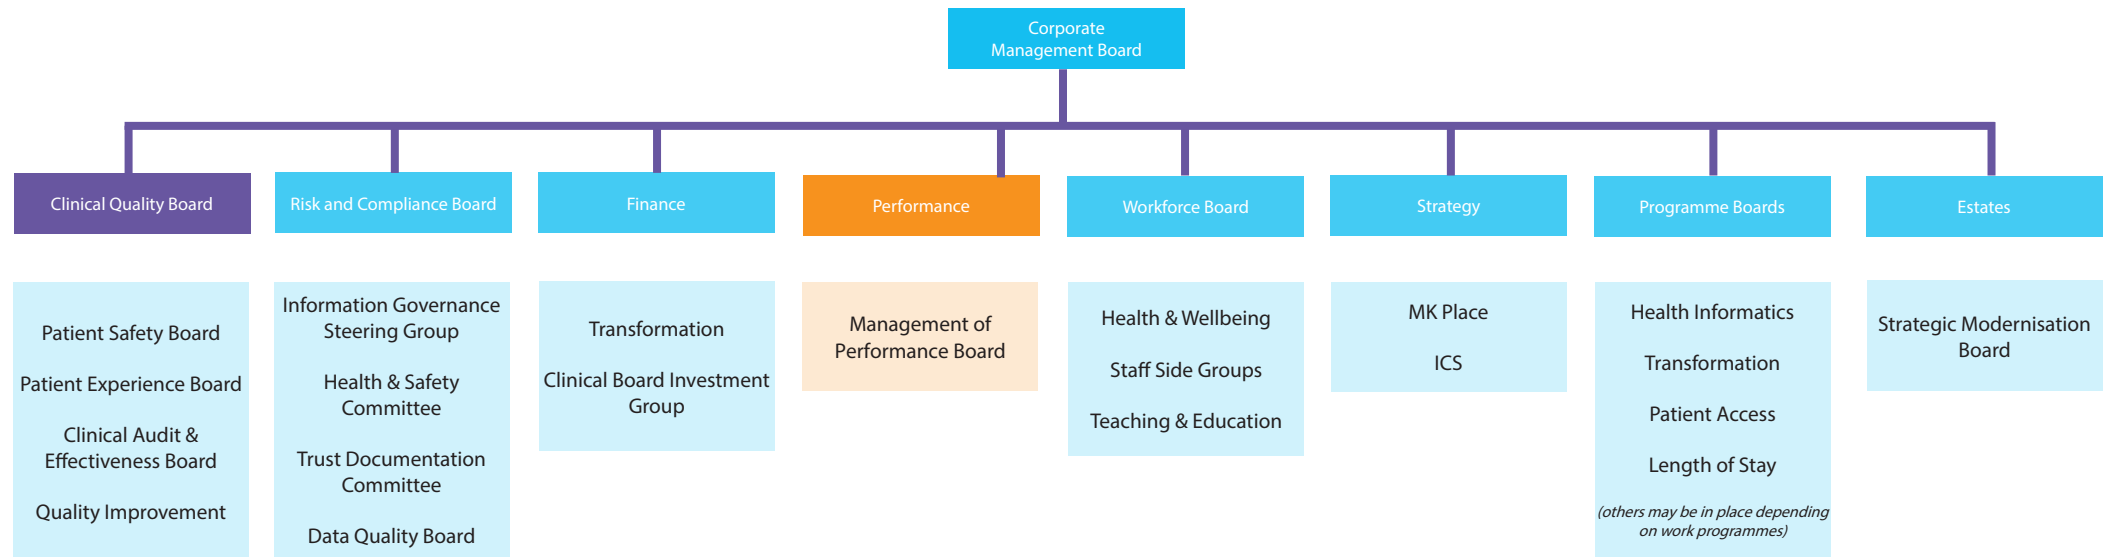 Corporate
Management Board
Clinical Quality Board
Risk and Compliance Board
Finance
Performance
Workforce Board
Strategy
Programme Boards
Estates
Patient Safety Board
Patient Experience Board
Clinical Audit &
Effectiveness Board
Quality Improvement
Information Governance
Steering Group
Health & Safety
Committee
Trust Documentation
Committee
Data Quality Board
Transformation
Clinical Board Investment
Group
Management of
Performance Board
Health & Wellbeing
Staff Side Groups
Teaching & Education
MK Place
ICS
Health Informatics
Transformation
Patient Access
Length of Stay
(others may be in place depending
on work programmes)
Strategic Modernisation
Board